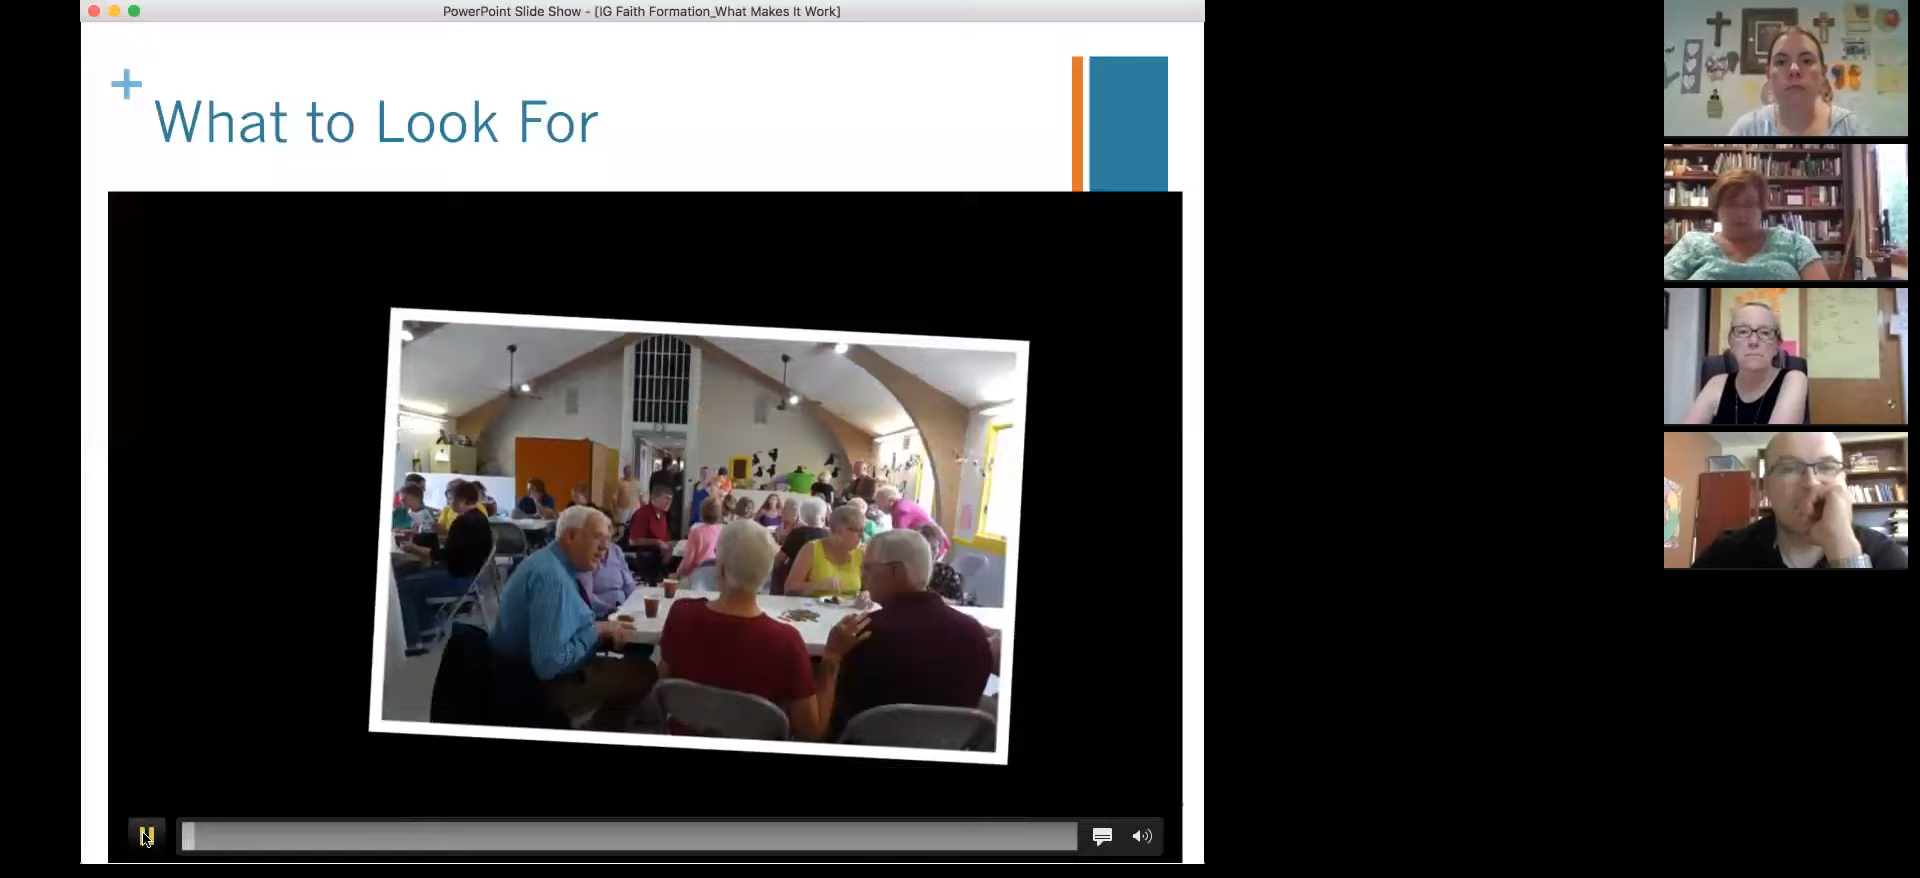 PowerPoint Slide Show - [IG Faith Formation_What Makes It Work]
+
What to Look For